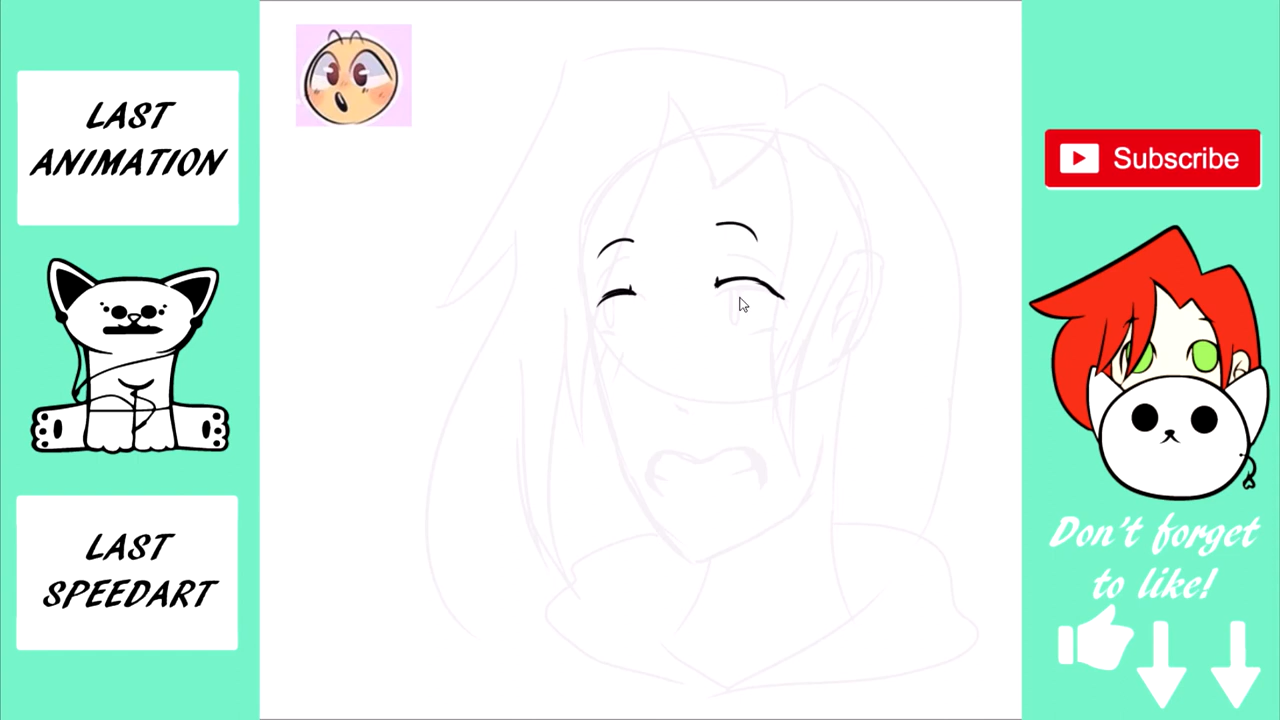 LAST
ANIMATION
LAST
SPEEDART
Subscribe
Don't forget
to like!